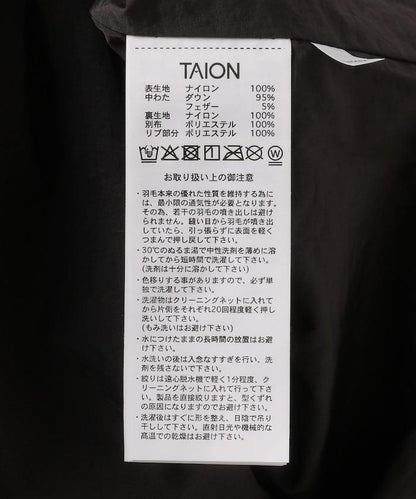 TAION
表生地 ナイロン 100%
中わた ダウン 95%
フェザー 5%
裏生地 ナイロン 100%
別布 ポリエステル 100%
リブ部分 ポリエステル 100%
お取り扱い上の御注意
・羽毛本来の優れた性質を維持する為に
は、最小限の通気性が必要となります。
その為、若干の羽毛の噴き出しは避け
られません。縫い目から羽毛が噴き出
していたら、引っ張らずに表面を軽く
つまんで押し戻して下さい。
・30℃のぬるま湯で中性洗剤を薄めに溶
かしてから短時間で洗濯して下さい。
(洗剤は十分に溶かして下さい)
・色移りする事がありますので、必ず単
独で洗濯して下さい。
・洗濯物はクリーニングネットに入れて
から片側をそれぞれ20回程度軽く押し
洗いして下さい。
(もみ洗いはお避け下さい)
・水につけたままの長時間の放置はお避
け下さい。
・水洗いの後は入念なすすぎを行い、洗
剤を残さないで下さい。
・絞りは遠心脱水機で軽く1分程度、ク
リーニングネットに入れて行って下さ
い。製品を直接絞りますと、型くずれ
の原因になりますのでお避け下さい。
・洗濯後はすぐに形を整え、日陰で吊り
干しして下さい。直射日光や機械的な
高温での乾燥はお避け下さい。